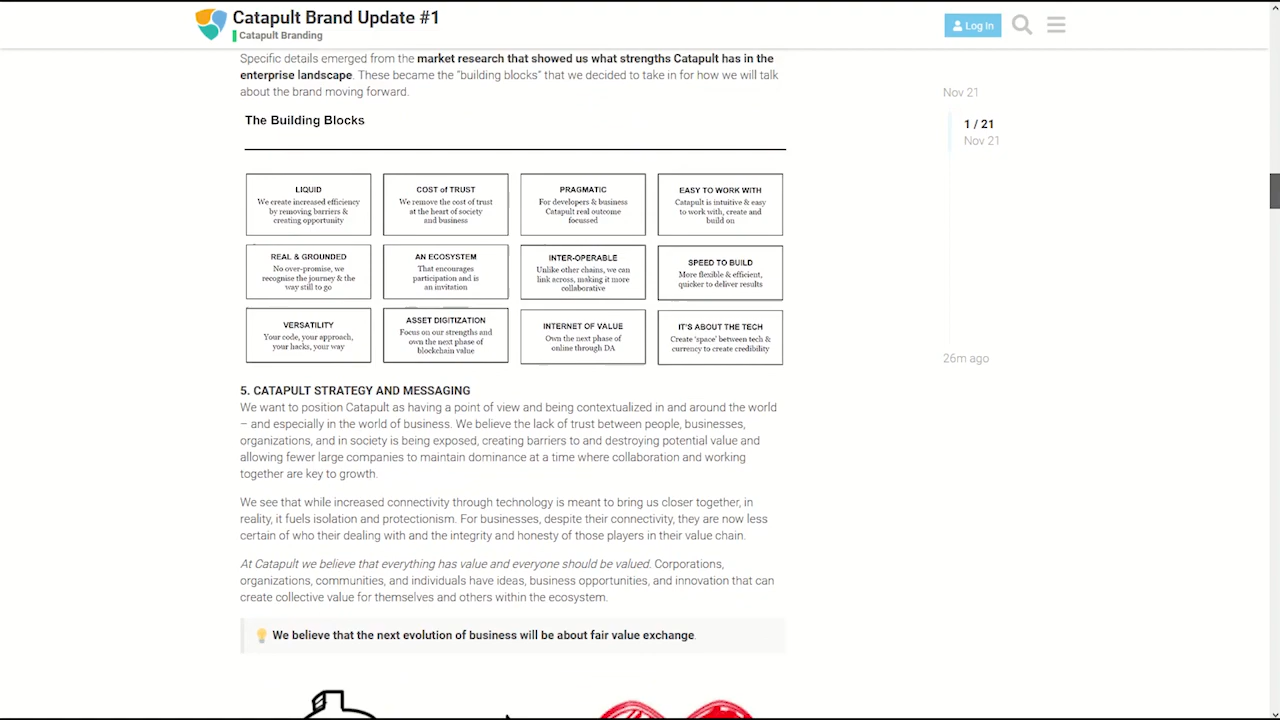 Catapult Brand Update #1
Catapult Branding
Log In
Specific details emerged from the market research that showed us what strengths Catapult has in the
enterprise landscape. These became the "building blocks" that we decided to take in for how we will talk
about the brand moving forward.
Nov 21
1 / 21
Nov 21
26m ago
The Building Blocks
LIQUID
We create increased efficiency
by removing barriers &
creating opportunity
COST of TRUST
We remove the cost of trust
at the heart of society
and business
PRAGMATIC
For developers & business
Catapult real outcome
focussed
EASY TO WORK WITH
Catapult is intuitive & easy
to work with, create and
build on
REAL & GROUNDED
No over-promise, we
recognise the journey & the
way still to go
AN ECOSYSTEM
That encourages
participation and is
an invitation
INTER-OPERABLE
Unlike other chains, we can
link across, making it more
collaborative
SPEED TO BUILD
More flexible & efficient,
quicker to deliver results
VERSATILITY
Your code, your approach,
your hacks, your way
ASSET DIGITIZATION
Focus on our strengths and
own the next phase of
blockchain value
INTERNET OF VALUE
Own the next phase of
online through DA
IT'S ABOUT THE TECH
Create 'space' between tech &
currency to create credibility
5. CATAPULT STRATEGY AND MESSAGING
We want to position Catapult as having a point of view and being contextualized in and around the world
– and especially in the world of business. We believe the lack of trust between people, businesses,
organizations, and in society is being exposed, creating barriers to and destroying potential value and
allowing fewer large companies to maintain dominance at a time where collaboration and working
together are key to growth.
We see that while increased connectivity through technology is meant to bring us closer together, in
reality, it fuels isolation and protectionism. For businesses, despite their connectivity, they are now less
certain of who their dealing with and the integrity and honesty of those players in their value chain.
At Catapult we believe that everything has value and everyone should be valued. Corporations,
organizations, communities, and individuals have ideas, business opportunities, and innovation that can
create collective value for themselves and others within the ecosystem.
We believe that the next evolution of business will be about fair value exchange.